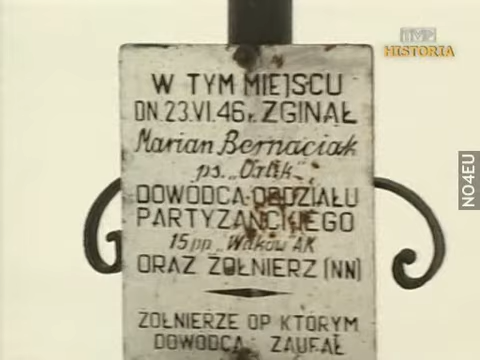 TVP
HISTORIA
W TYM MIEJSCU
DN. 23.VI.46 r. ZGINĄŁ
Marian Bernaciak
ps. „Orlik"
DOWÓDCA ODDZIAŁU
PARTYZANCKIEGO
15 pp „Wilków" AK
ORAZ ŻOŁNIERZ (NN)
ŻOŁNIERZE OP KTÓRYM
DOWÓDCA ZAUFAŁ
NO4EU